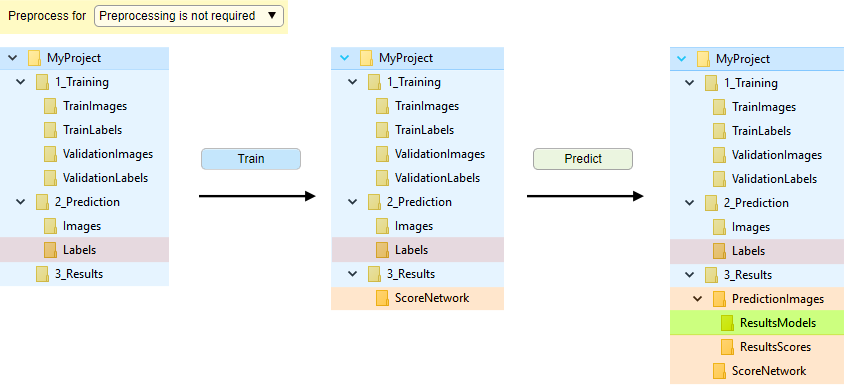 Preprocess for Preprocessing is not required
MyProject
1_Training
TrainImages
TrainLabels
ValidationImages
ValidationLabels
2_Prediction
Images
Labels
3_Results
Train
MyProject
1_Training
TrainImages
TrainLabels
ValidationImages
ValidationLabels
2_Prediction
Images
Labels
3_Results
ScoreNetwork
Predict
MyProject
1_Training
TrainImages
TrainLabels
ValidationImages
ValidationLabels
2_Prediction
Images
Labels
3_Results
PredictionImages
ResultsModels
ResultsScores
ScoreNetwork